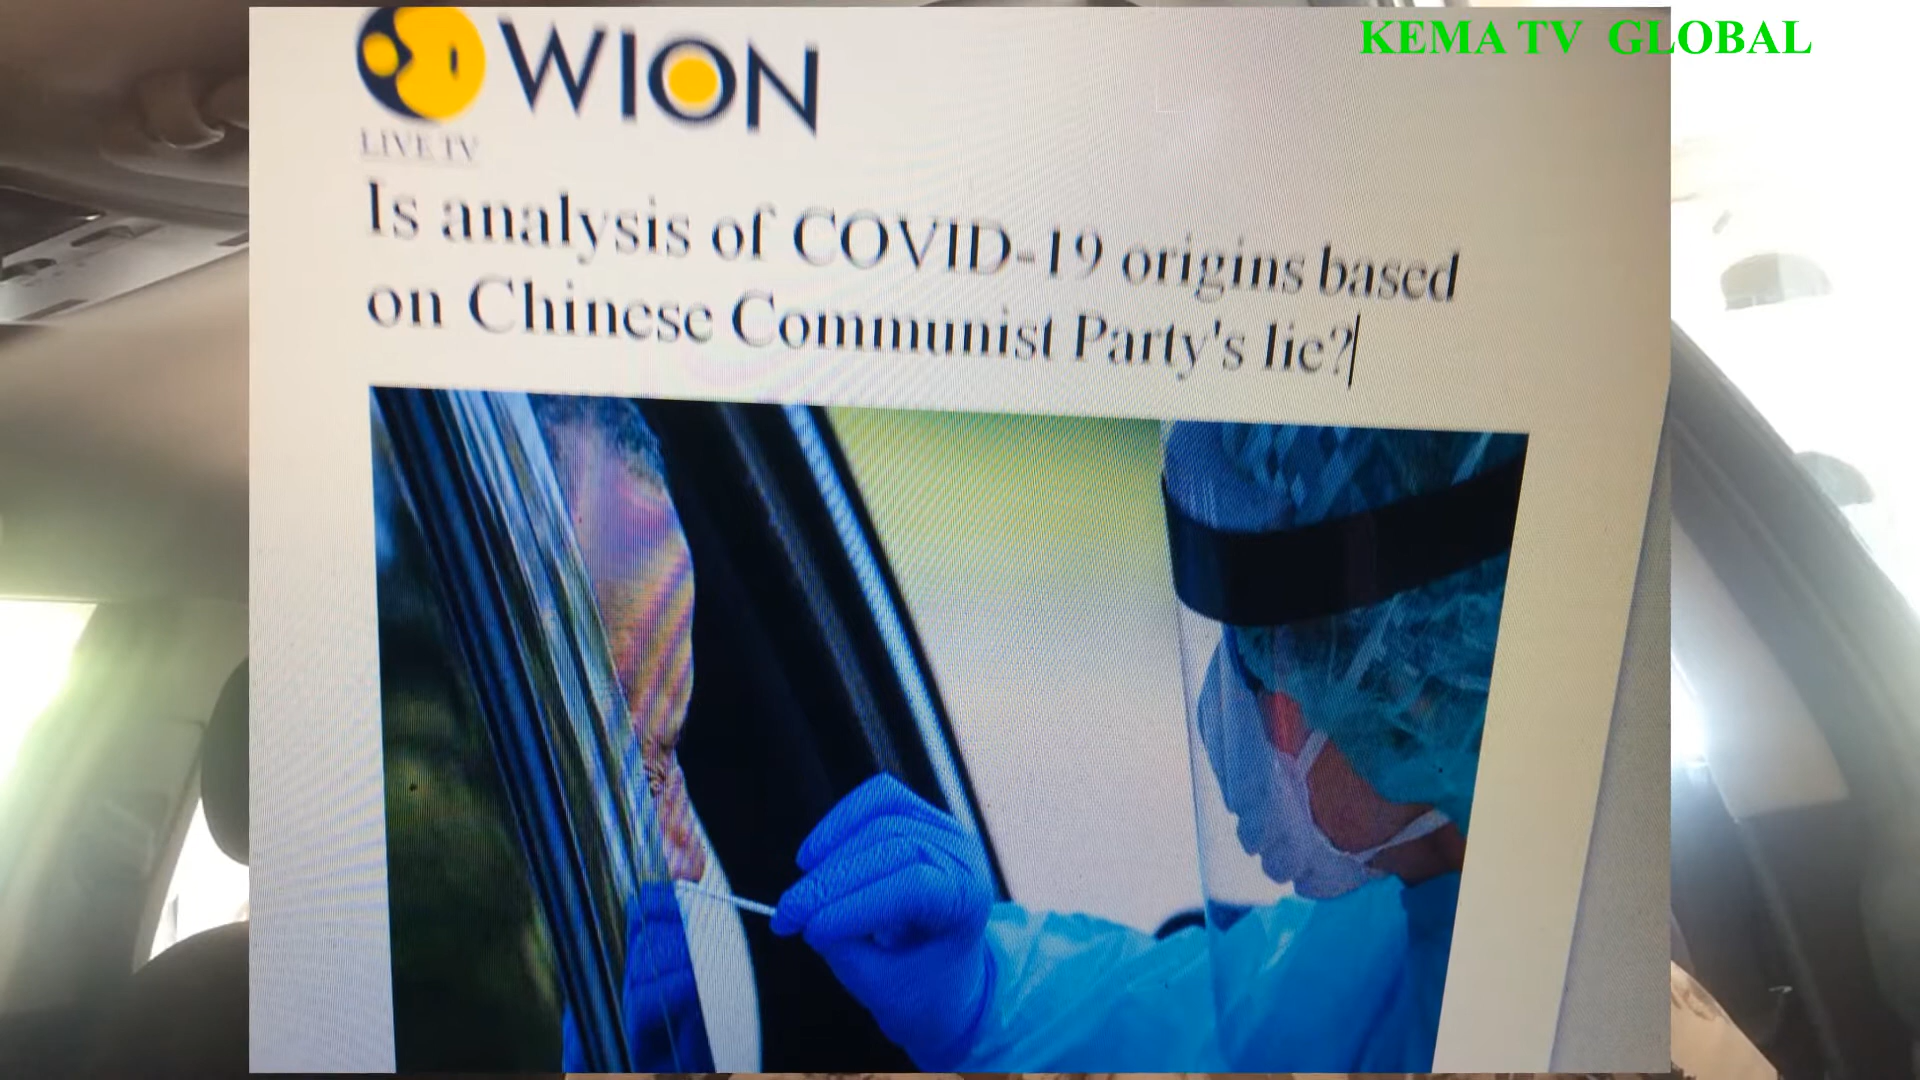 KEMA TV GLOBAL
WION
LIVE TV
Is analysis of COVID-19 origins based
on Chinese Communist Party's lie?